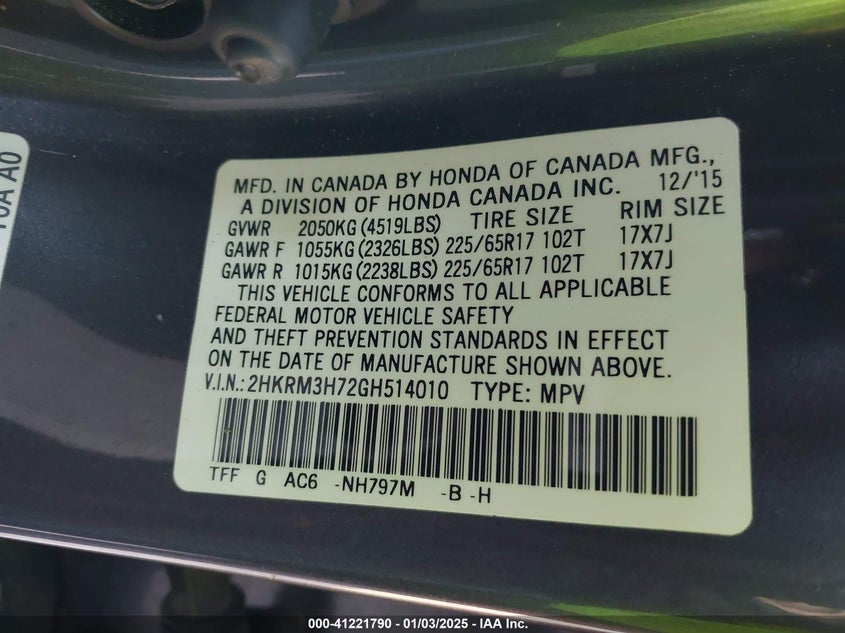 10A A0
MFD. IN CANADA BY HONDA OF CANADA MFG.,
A DIVISION OF HONDA CANADA INC. 12/'15
GVWR 2050KG (4519LBS) TIRE SIZE RIM SIZE
GAWR F 1055KG (2326LBS) 225/65R17 102T 17X7J
GAWR R 1015KG (2238LBS) 225/65R17 102T 17X7J
THIS VEHICLE CONFORMS TO ALL APPLICABLE
FEDERAL MOTOR VEHICLE SAFETY
AND THEFT PREVENTION STANDARDS IN EFFECT
ON THE DATE OF MANUFACTURE SHOWN ABOVE.
V.I.N.: 2HKRM3H72GH514010 TYPE: MPV
TFF G AC6 -NH797M -B -H
000-41221790 - 01/03/2025 - IAA Inc.